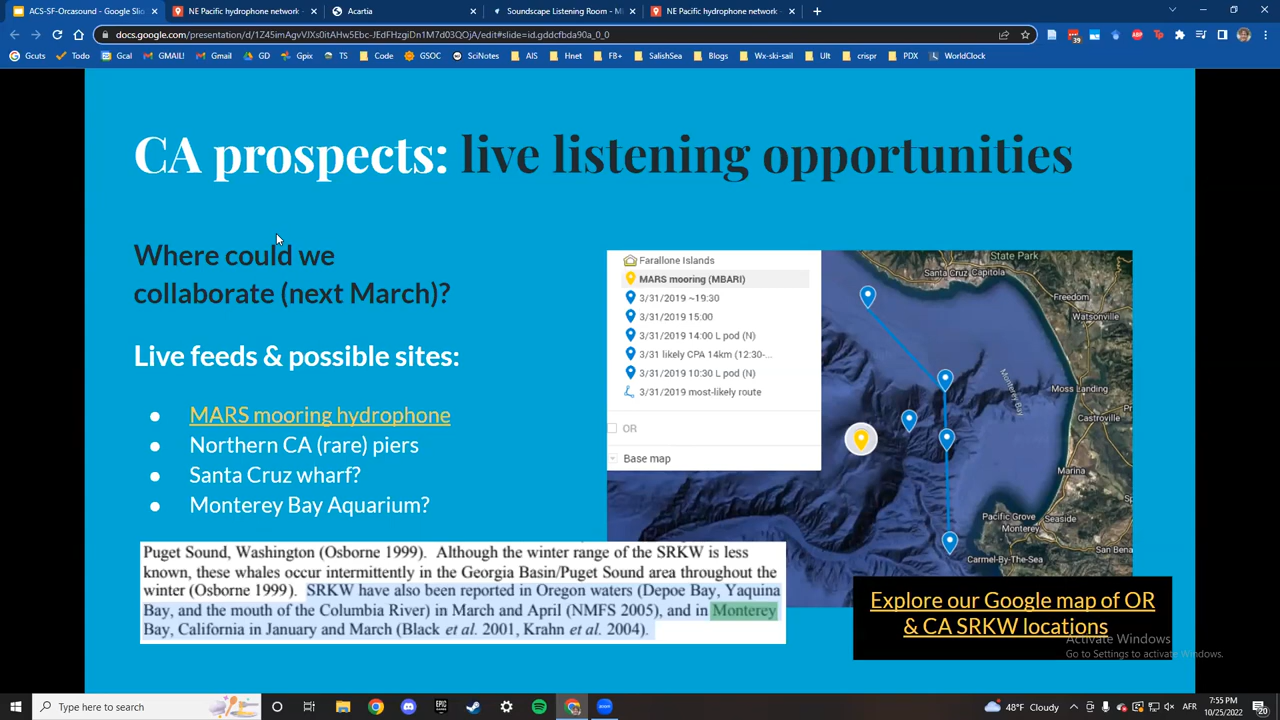 ACS-SF-Orcasound - Google Slid
NE Pacific hydrophone network -
Acartia
Soundscape Listening Room - Mi
NE Pacific hydrophone network -
docs.google.com/presentation/d/1Z45imAgvVJXs0itAHw5Ebc-JEdFHzgiDn1M7d03QOjA/edit#slide=id.gddcfbda90a_0_0
Gcuts
Todo
Gcal
GMAIL!
Gmail
GD
Gpix
TS
Code
GSOC
SciNotes
AIS
Hnet
FB+
SalishSea
Blogs
Wx-ski-sail
Ult
crispr
PDX
WorldClock
CA prospects: live listening opportunities
Where could we
collaborate (next March)?
Live feeds & possible sites:
● MARS mooring hydrophone
● Northern CA (rare) piers
● Santa Cruz wharf?
● Monterey Bay Aquarium?
Farallone Islands
MARS mooring (MBARI)
3/31/2019 ~19:30
3/31/2019 15:00
3/31/2019 14:00 L pod (N)
3/31 likely CPA 14km (12:30-...
3/31/2019 10:30 L pod (N)
3/31/2019 most-likely route
OR
Base map
State Park
Santa Cruz Capitola
Freedom
Watsonville
Monterey Bay
Moss Landing
Castroville
Marina
Pacific Grove
Seaside
Monterey
San Bena
Carmel-By-The-Sea
Puget Sound, Washington (Osborne 1999). Although the winter range of the SRKW is less
known, these whales occur intermittently in the Georgia Basin/Puget Sound area throughout the
winter (Osborne 1999). SRKW have also been reported in Oregon waters (Depoe Bay, Yaquina
Bay, and the mouth of the Columbia River) in March and April (NMFS 2005), and in Monterey
Bay, California in January and March (Black et al. 2001, Krahn et al. 2004).
Explore our Google map of OR
& CA SRKW locations
Activate Windows
Go to Settings to activate Windows.
Type here to search
48°F Cloudy
AFR
7:55 PM
10/25/2022
20